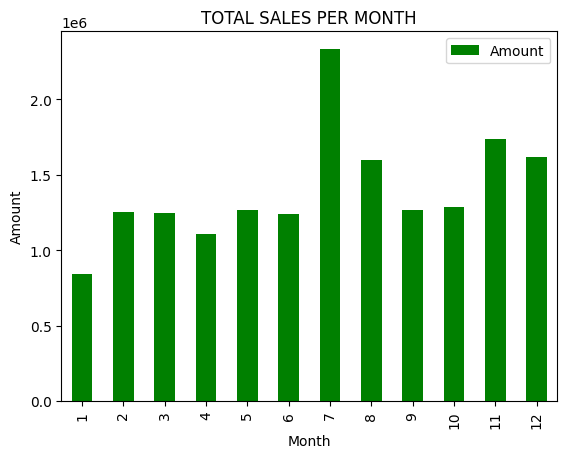 TOTAL SALES PER MONTH
1e6
Amount
2.0
1.5
1.0
0.5
0.0
Amount
1 2 3 4 5 6 7 8 9 10 11 12
Month